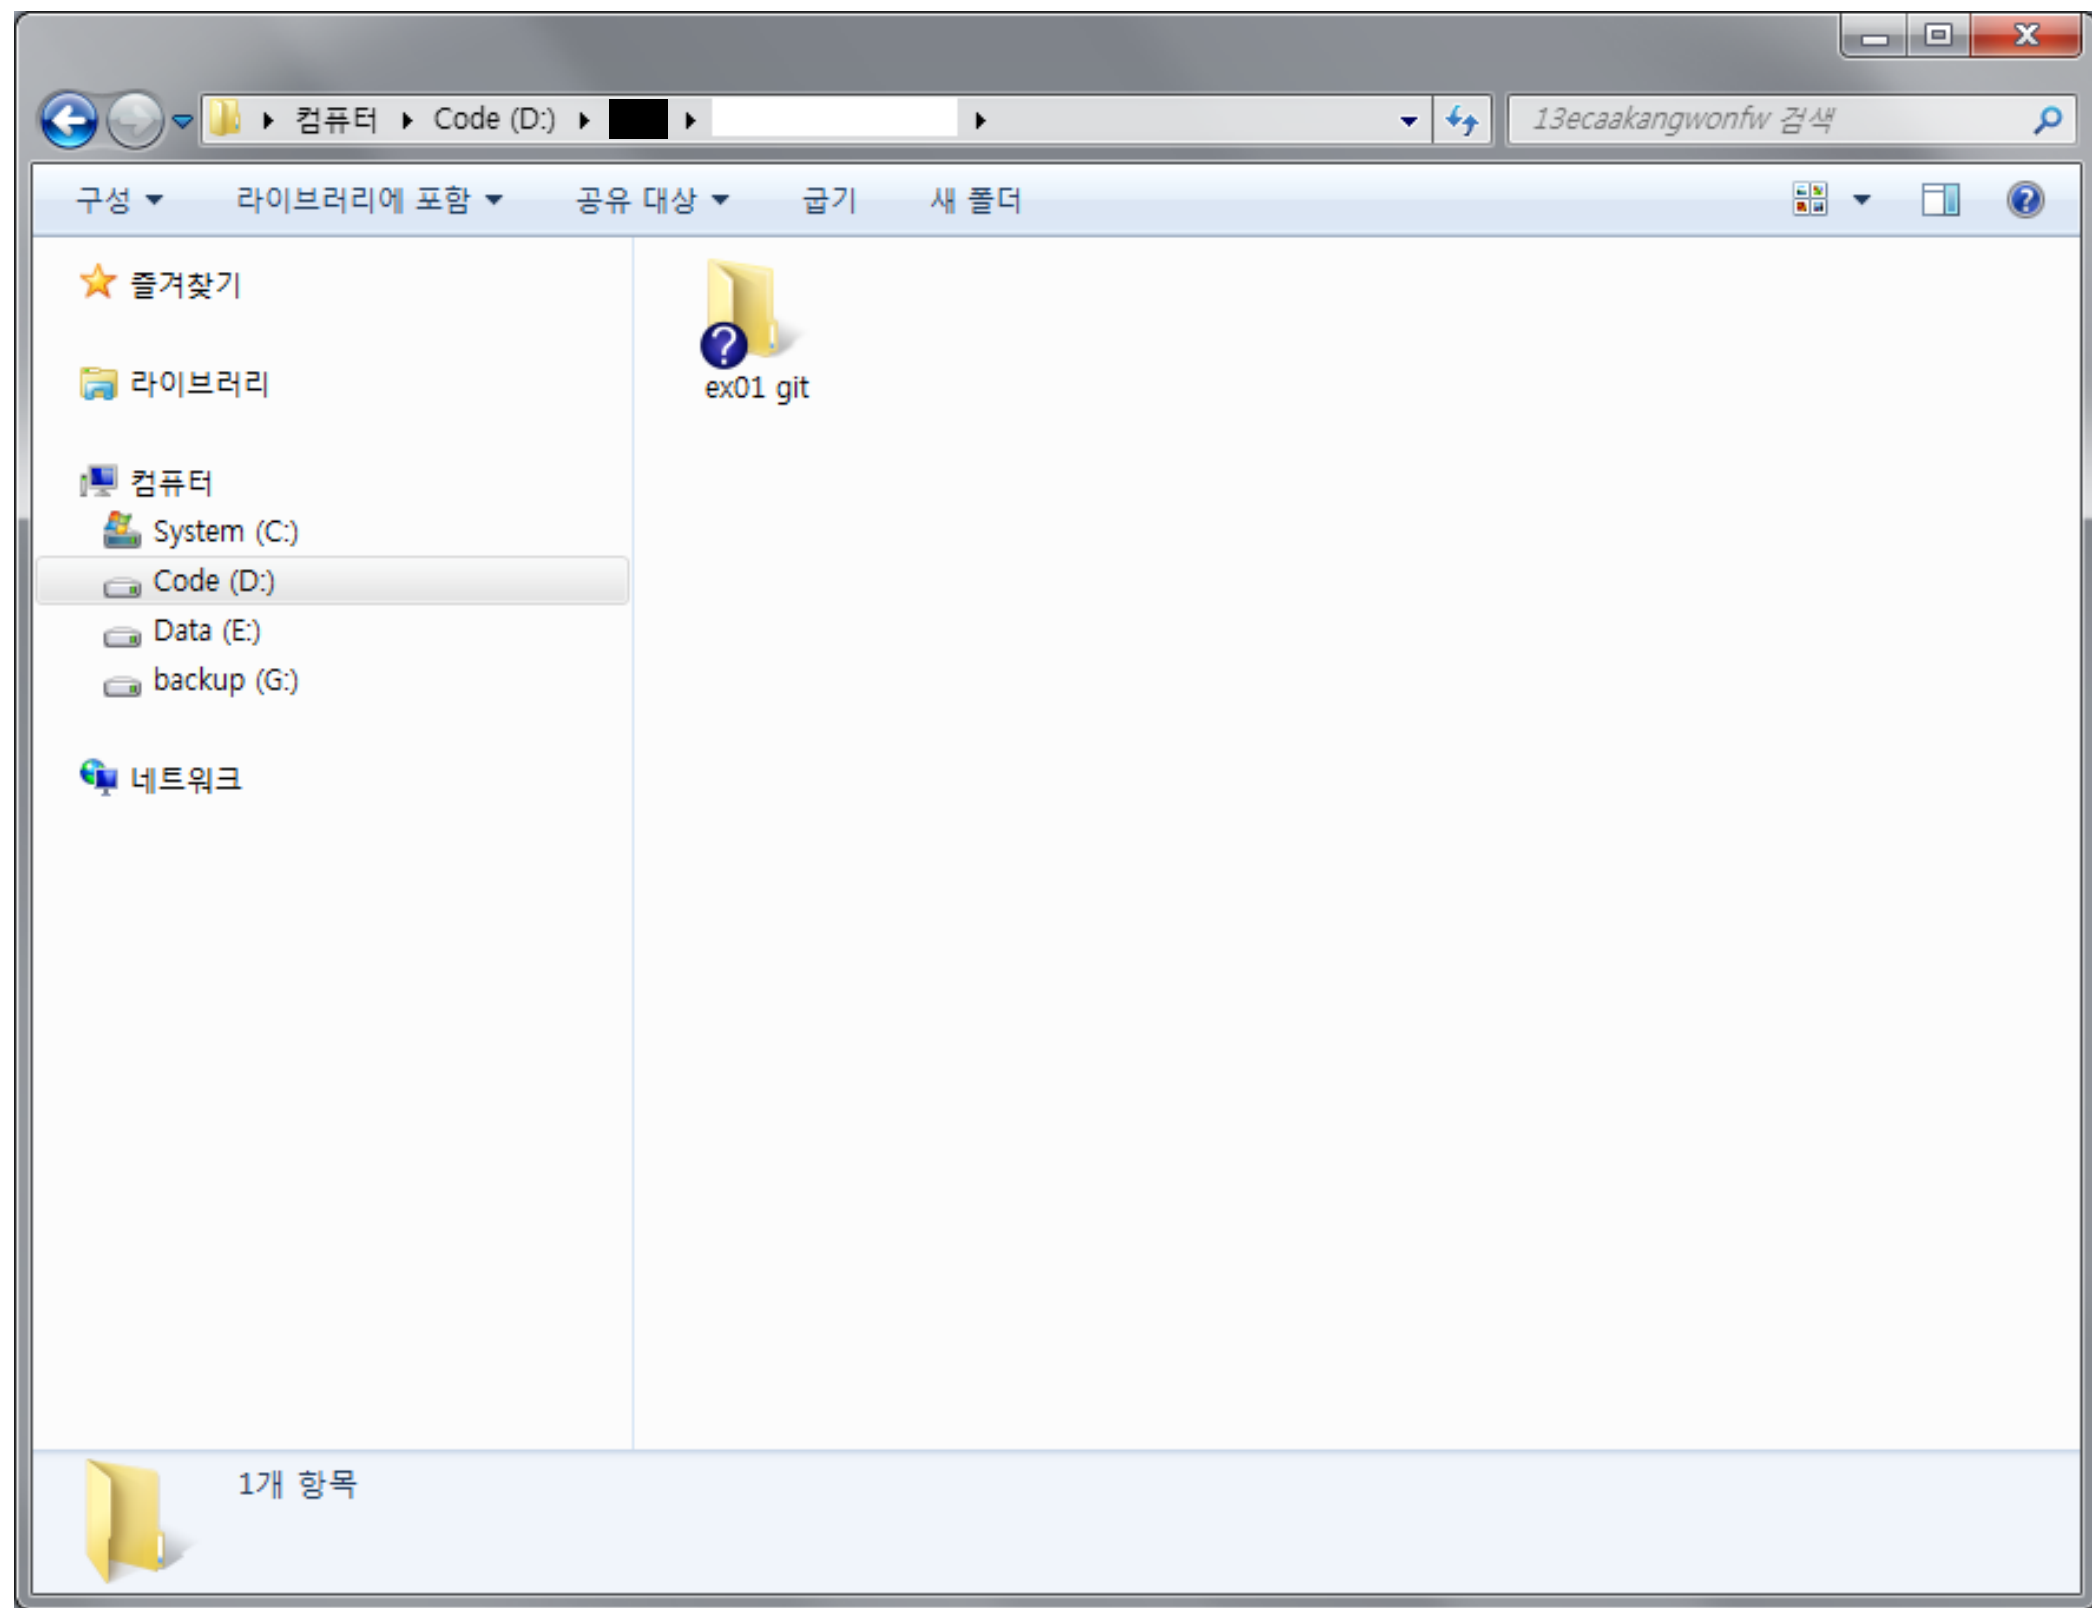 컴퓨터 Code (D:)
13ecaakangwonfw 검색
구성 라이브러리에 포함 공유 대상 굽기 새 폴더
즐겨찾기
라이브러리
컴퓨터
System (C:)
Code (D:)
Data (E:)
backup (G:)
네트워크
ex01 git
1개 항목